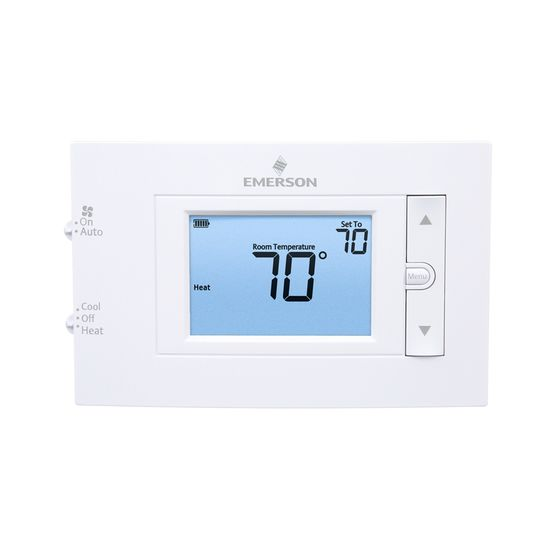 EMERSON
On
Auto
Set To
70
Room Temperature
70°
Menu
Heat
Cool
Off
Heat